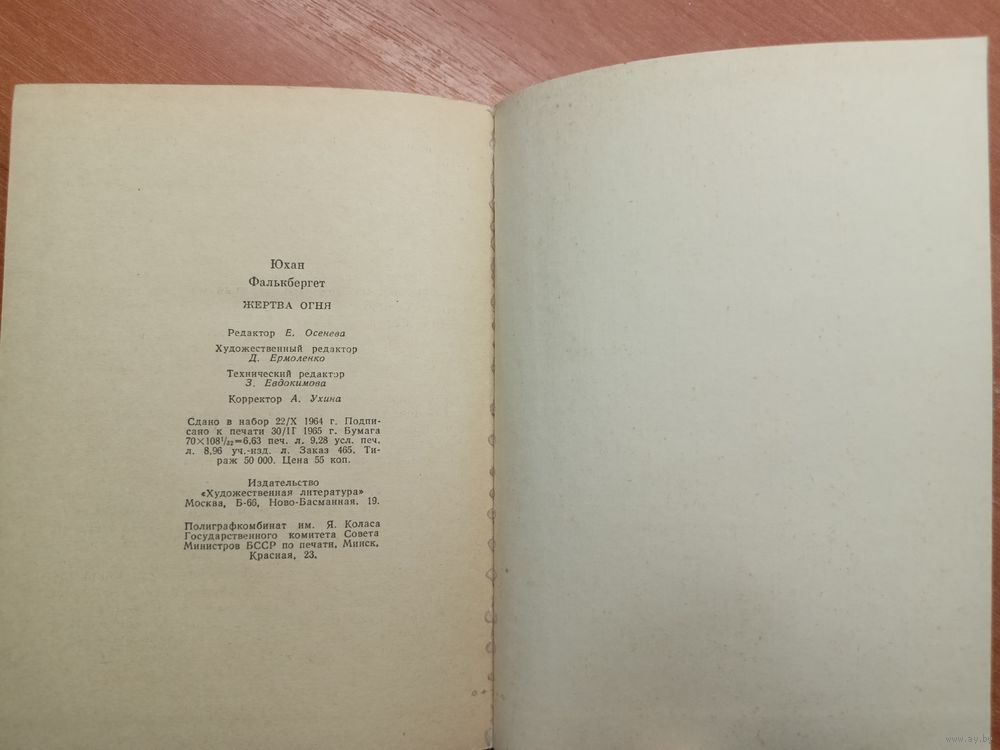 Юхан
Фалькбергет
ЖЕРТВА ОГНЯ
Редактор Е. Осенева
Художественный редактор
Д. Ермоленко
Технический редактор
З. Евдокимова
Корректор А. Ухина
Сдано в набор 22/X 1964 г. Подпи-
сано к печати 30/II 1965 г. Бумага
70×108¹/₃₂=6,63 печ. л. 9,28 усл. печ.
л. 8,96 уч.-изд. л. Заказ 465. Ти-
раж 50 000. Цена 55 коп.
Издательство
«Художественная литература»
Москва, Б-66, Ново-Басманная, 19.
Полиграфкомбинат им. Я. Коласа
Государственного комитета Совета
Министров БССР по печати, Минск,
Красная, 23.
www.ay.by